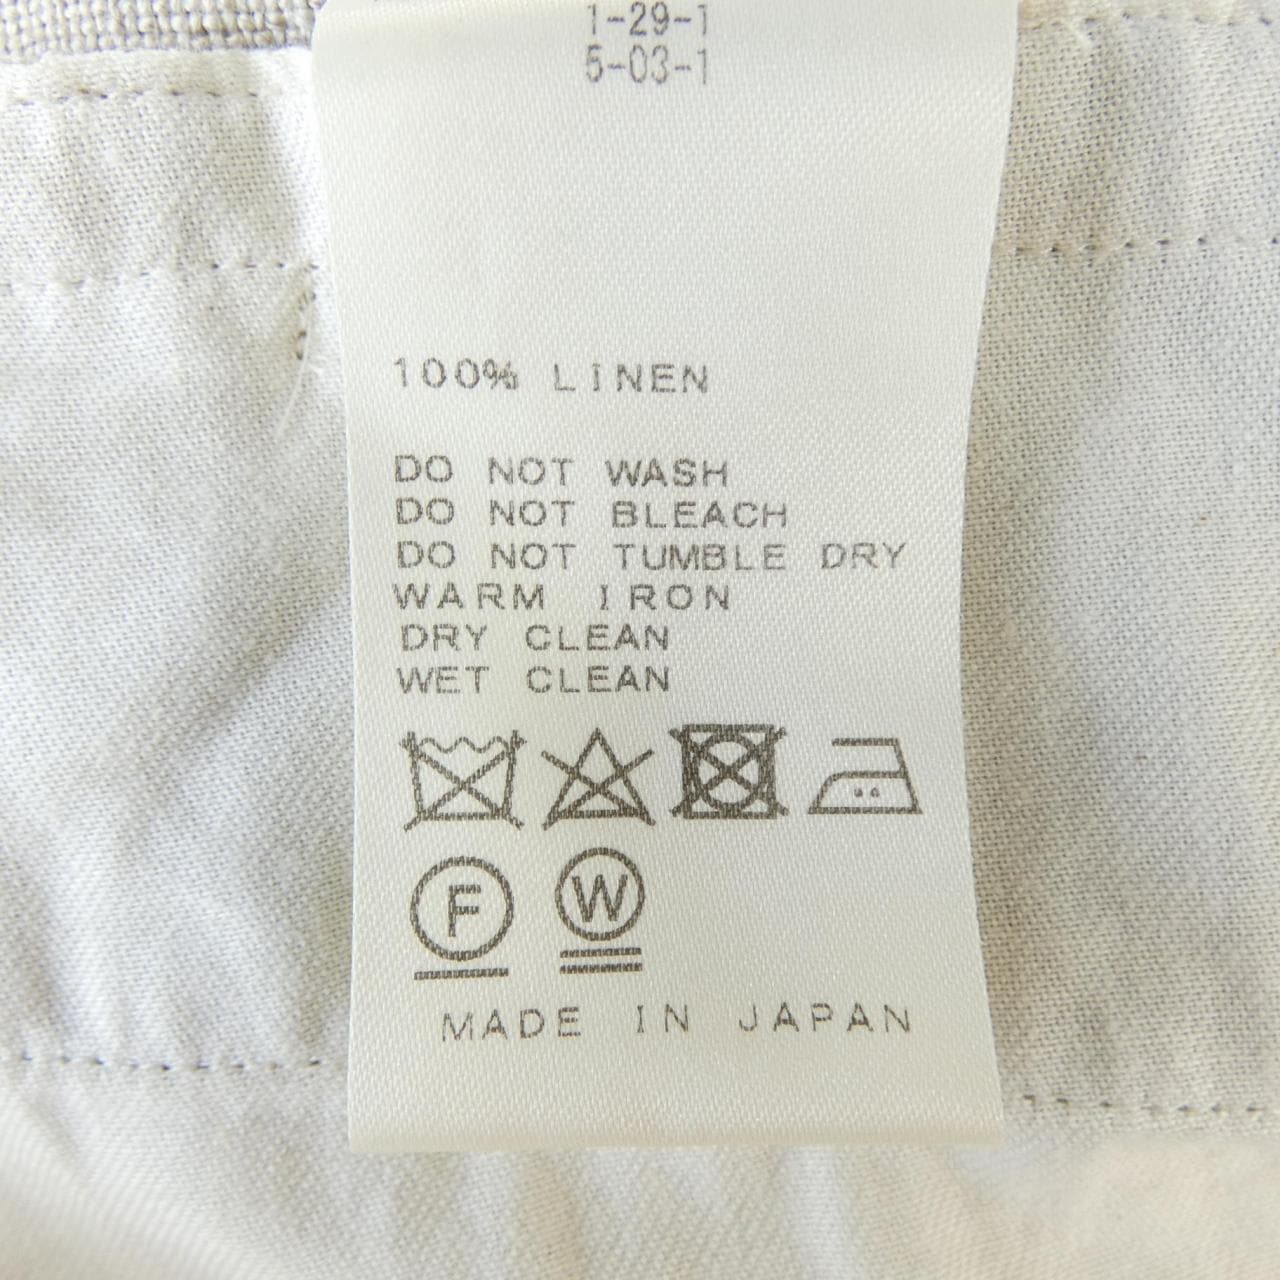 1-29-1
5-03-1
100% LINEN
DO NOT WASH
DO NOT BLEACH
DO NOT TUMBLE DRY
WARM IRON
DRY CLEAN
WET CLEAN
F W
MADE IN JAPAN